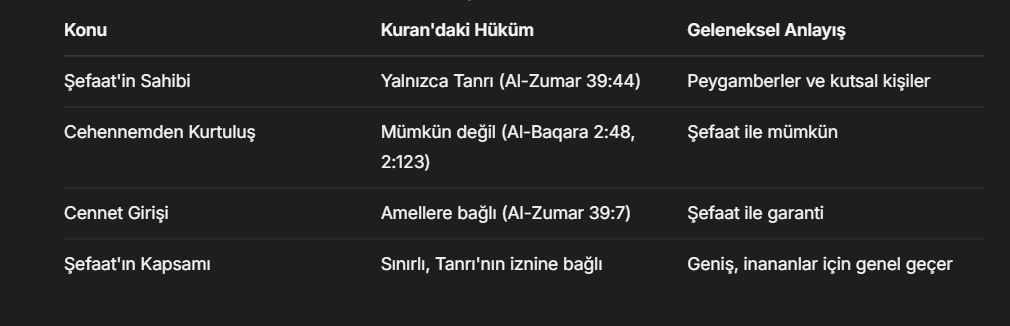 Konu Kuran'daki Hüküm Geleneksel Anlayış
Şefaat'in Sahibi Yalnızca Tanrı (Al-Zumar 39:44) Peygamberler ve kutsal kişiler
Cehennemden Kurtuluş Mümkün değil (Al-Baqara 2:48, Şefaat ile mümkün
2:123)
Cennet Girişi Amellere bağlı (Al-Zumar 39:7) Şefaat ile garanti
Şefaat'ın Kapsamı Sınırlı, Tanrı'nın iznine bağlı Geniş, inananlar için genel geçer